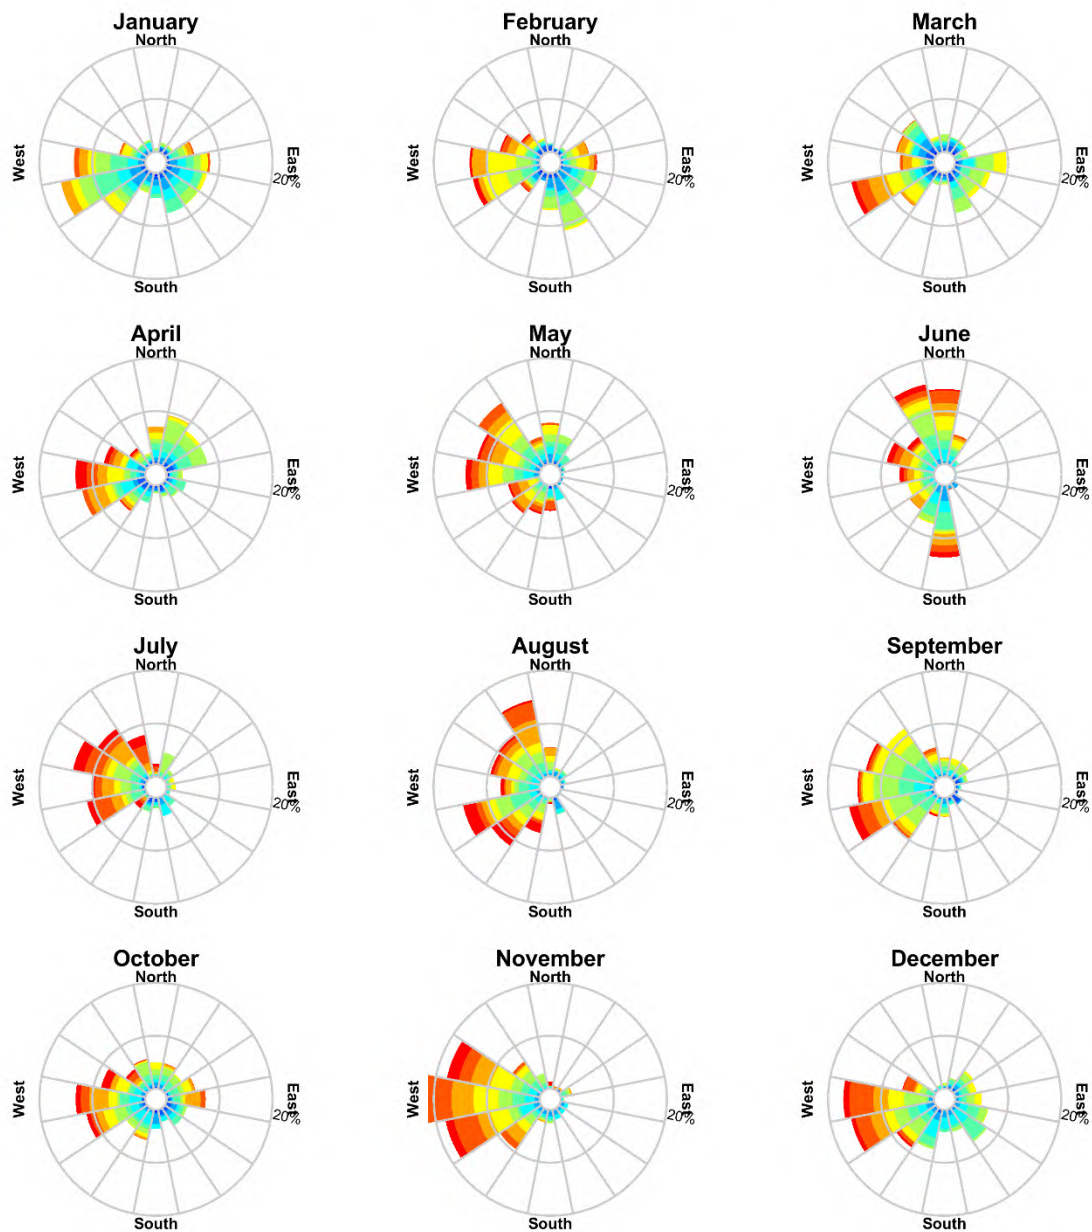 January
North
West
East
20%
South
February
North
West
East
20%
South
March
North
West
East
20%
South
April
North
West
East
20%
South
May
North
West
East
20%
South
June
North
West
East
20%
South
July
North
West
East
20%
South
August
North
West
East
20%
South
September
North
West
East
20%
South
October
North
West
East
20%
South
November
North
West
East
20%
South
December
North
West
East
20%
South